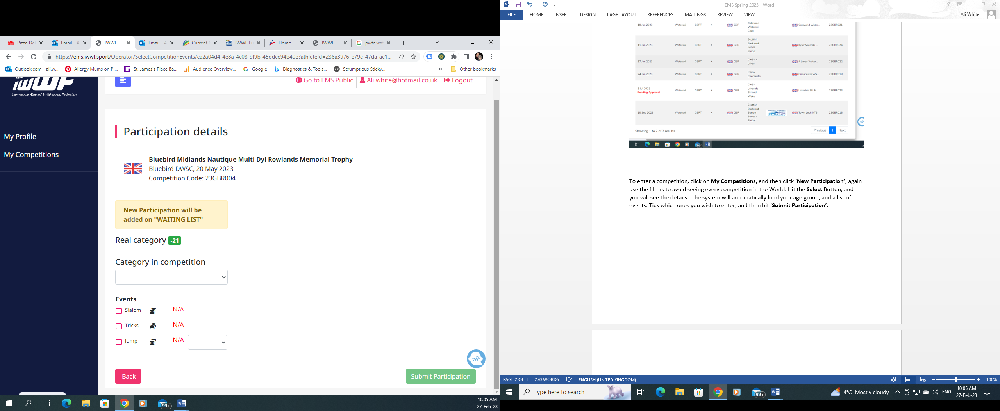 Pizza Del
Email - A
IWWF
Email - A
Current
IWWF Eu
Home -
IWWF
pwtc wat
https://ems.iwwf.sport/Operator/SelectCompetitionEvents/ca2a04d4-4e8a-4c08-9f9b-45ddce94b40e?athleteId=236a3976-e79e-47da-ac1...
Outlook.com - ali.w...
Allergy Mums on Pi...
St. James's Place Ba...
Audience Overview...
Google
Diagnostics & Tools...
Scrumptious Sticky...
»
Other bookmarks
International Waterski & Wakeboard Federation
My Profile
My Competitions
Go to EMS Public
Ali.white@hotmail.co.uk
Logout
Participation details
Bluebird Midlands Nautique Multi Dyl Rowlands Memorial Trophy
Bluebird DWSC, 20 May 2023
Competition Code: 23GBR004
New Participation will be
added on "WAITING LIST"
Real category -21
Category in competition
-
Events
Slalom N/A
Tricks N/A
Jump N/A -
Back
Submit Participation
99+
10:05 AM
27-Feb-23
EMS Spring 2023 - Word
FILE HOME INSERT DESIGN PAGE LAYOUT REFERENCES MAILINGS REVIEW VIEW
Ali White
10 Jun 2023 Waterski GSRT X GBR Cotswold Waterski Club Cotswold Water... 23GBR021
11 Jun 2023 Waterski GSRT X GBR Scottish Backyard Series Stop 2 Kyle Waterski ... 23GBR024
17 Jun 2023 Waterski GSRT X GBR CwS - 4 Lakes 4 Lakes Water ... 23GBR022
24 Jun 2023 Waterski GSRT X GBR CwS - Cirencester Cirencester Wa... 23GBR019
1 Jul 2023 Pending Approval Waterski GSRT X GBR CwS - Lakeside Ski and Wake Lakeside Ski &... 23GBR023
10 Sep 2023 Waterski GSRT X GBR Scottish Backyard Slalom Series - Stop 4 Town Loch NTS 23GBR018
Showing 1 to 7 of 7 results
Previous 1 Next
To enter a competition, click on My Competitions, and then click ‘New Participation’, again
use the filters to avoid seeing every competition in the World. Hit the Select Button, and
you will see the details. The system will automatically load your age group, and a list of
events. Tick which ones you wish to enter, and then hit ‘Submit Participation’.
PAGE 2 OF 3 270 WORDS ENGLISH (UNITED KINGDOM)
100%
Type here to search
99+
4°C Mostly cloudy
ENG
10:05 AM
27-Feb-23